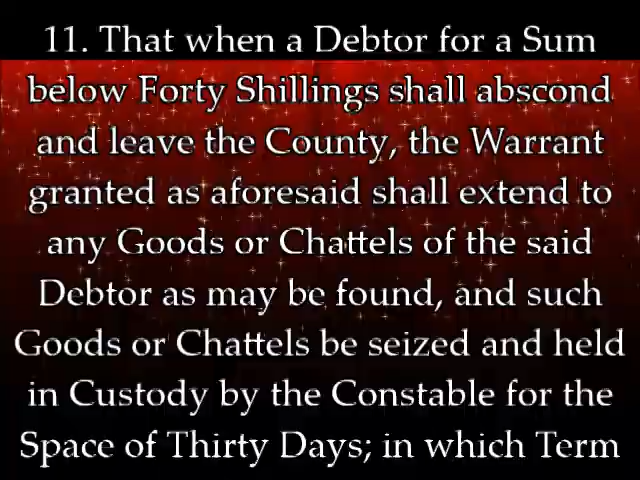 11. That when a Debtor for a Sum
below Forty Shillings shall abscond
and leave the County, the Warrant
granted as aforesaid shall extend to
any Goods or Chattels of the said
Debtor as may be found, and such
Goods or Chattels be seized and held
in Custody by the Constable for the
Space of Thirty Days; in which Term